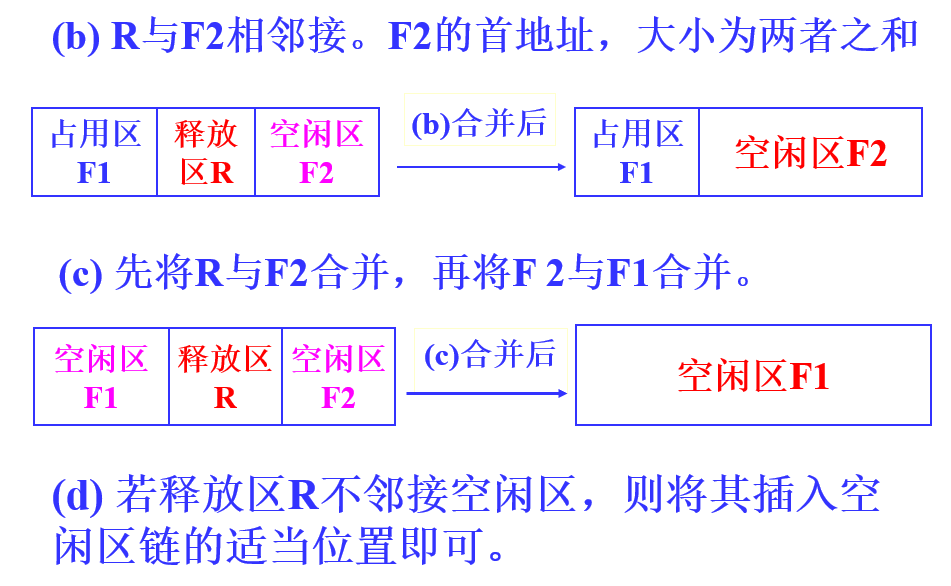 (b) R与F2相邻接。F2的首地址，大小为两者之和
占用区 释放 空闲区 (b)合并后 占用区 空闲区F2
F1 区R F2 F1
(c) 先将R与F2合并，再将F 2与F1合并。
空闲区 释放区 空闲区 (c)合并后 空闲区F1
F1 R F2
(d) 若释放区R不邻接空闲区，则将其插入空
闲区链的适当位置即可。